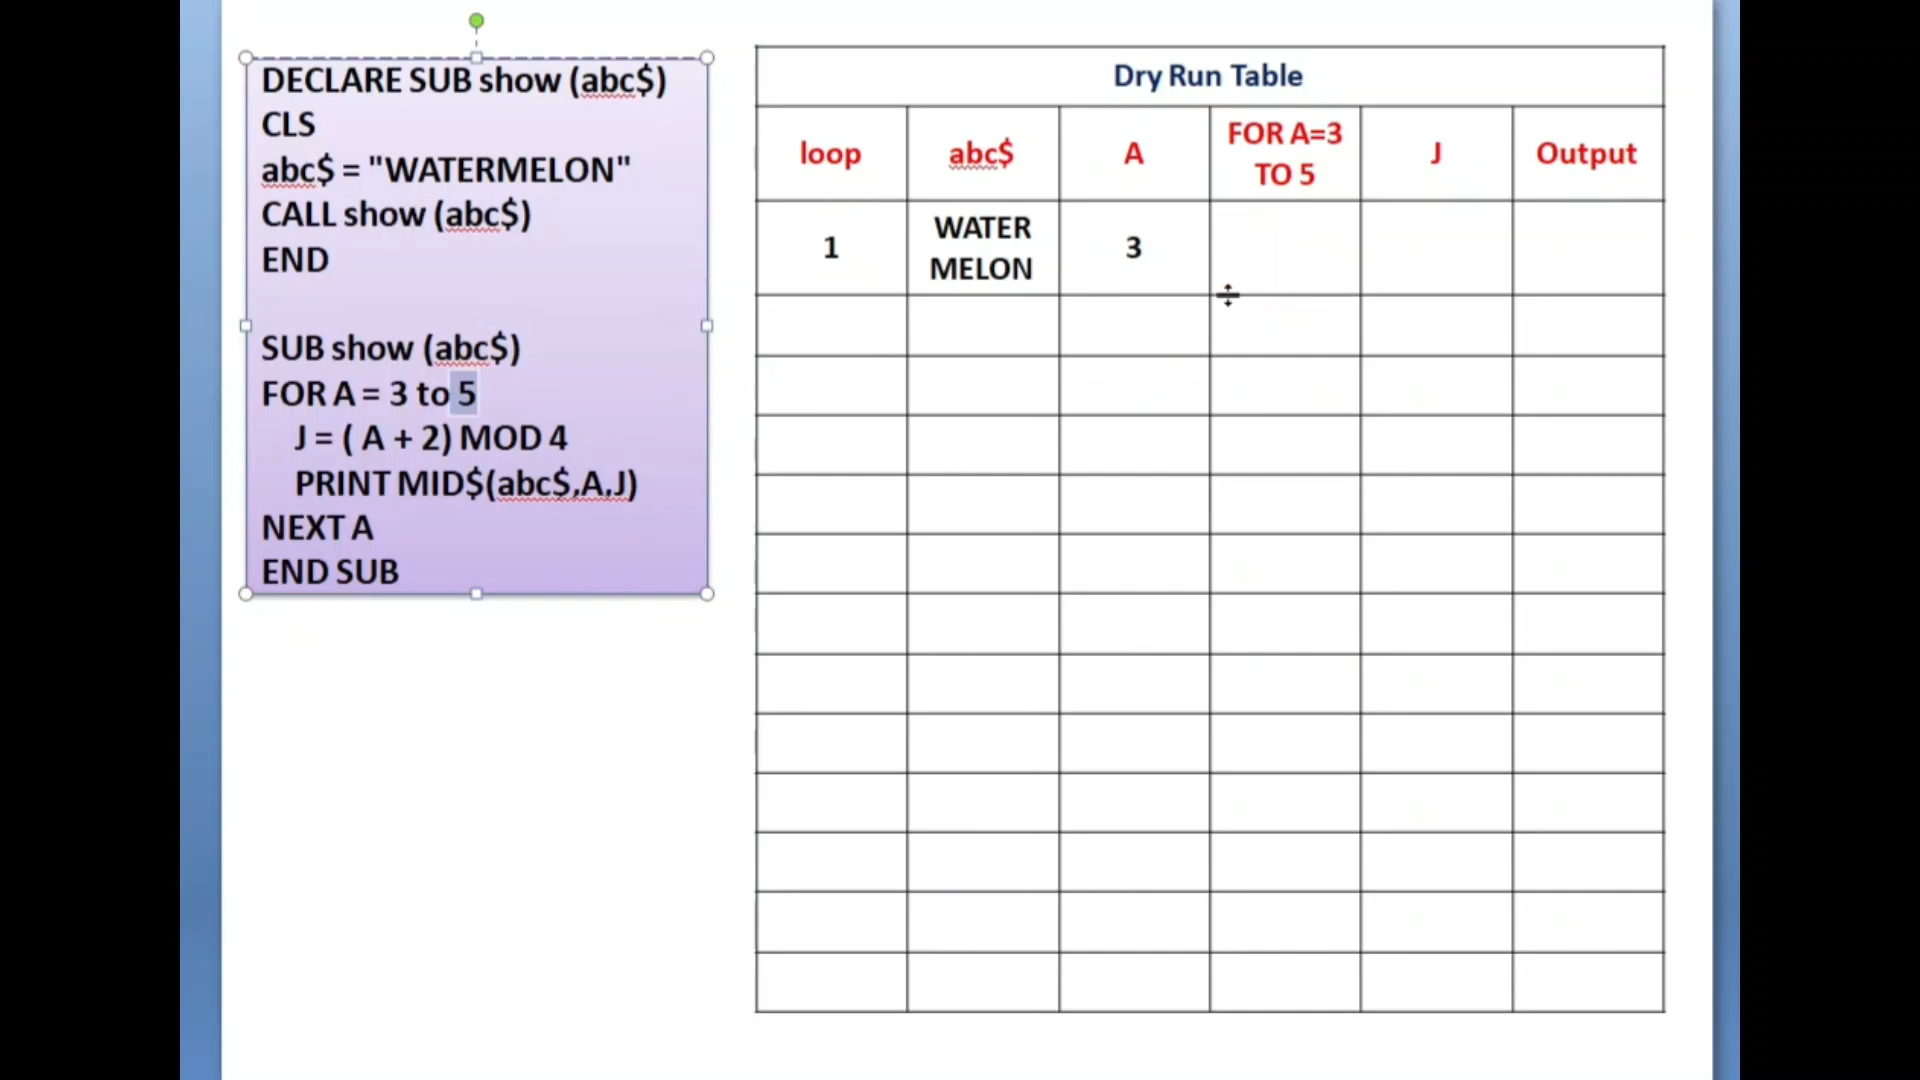 DECLARE SUB show (abc$)
CLS
abc$ = "WATERMELON"
CALL show (abc$)
END
SUB show (abc$)
FOR A = 3 to 5
J = ( A + 2) MOD 4
PRINT MID$(abc$,A,J)
NEXT A
END SUB
Dry Run Table
loop abc$ A FOR A=3 TO 5 J Output
1 WATER MELON 3